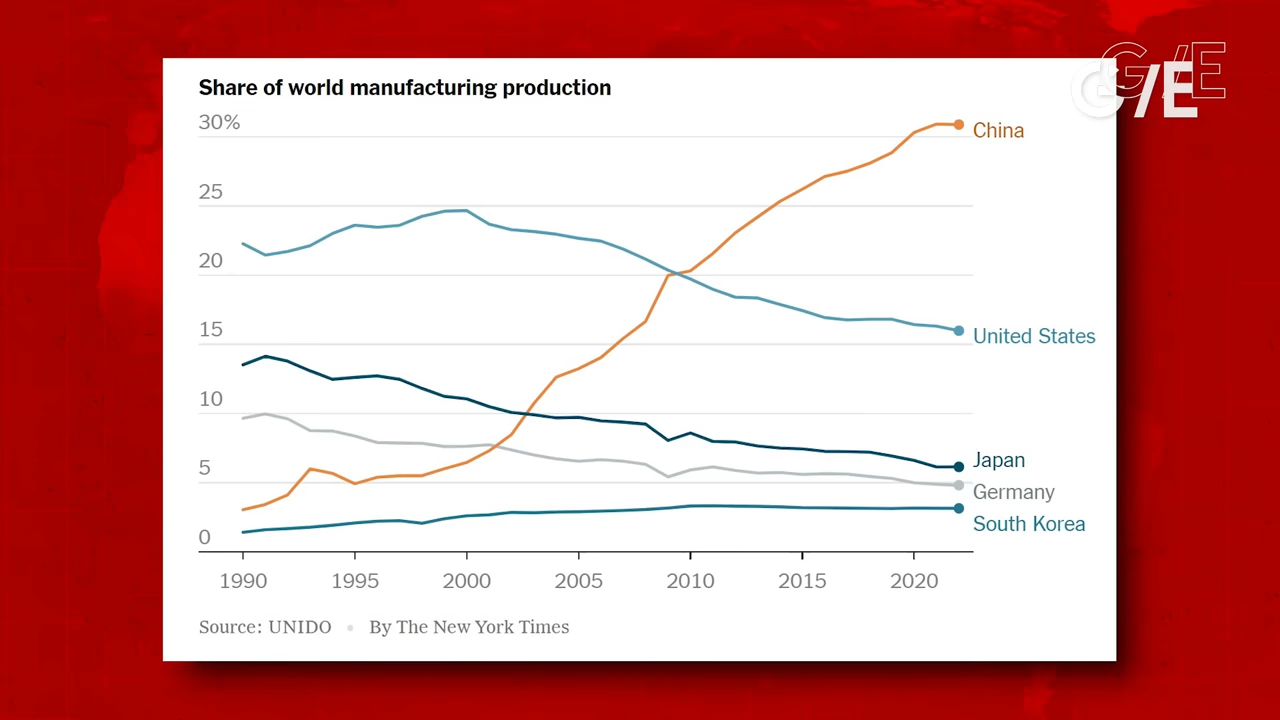 Share of world manufacturing production
G/E
G/E
30%
China
25
20
15
United States
10
Japan
5
Germany
South Korea
0
1990 1995 2000 2005 2010 2015 2020
Source: UNIDO • By The New York Times